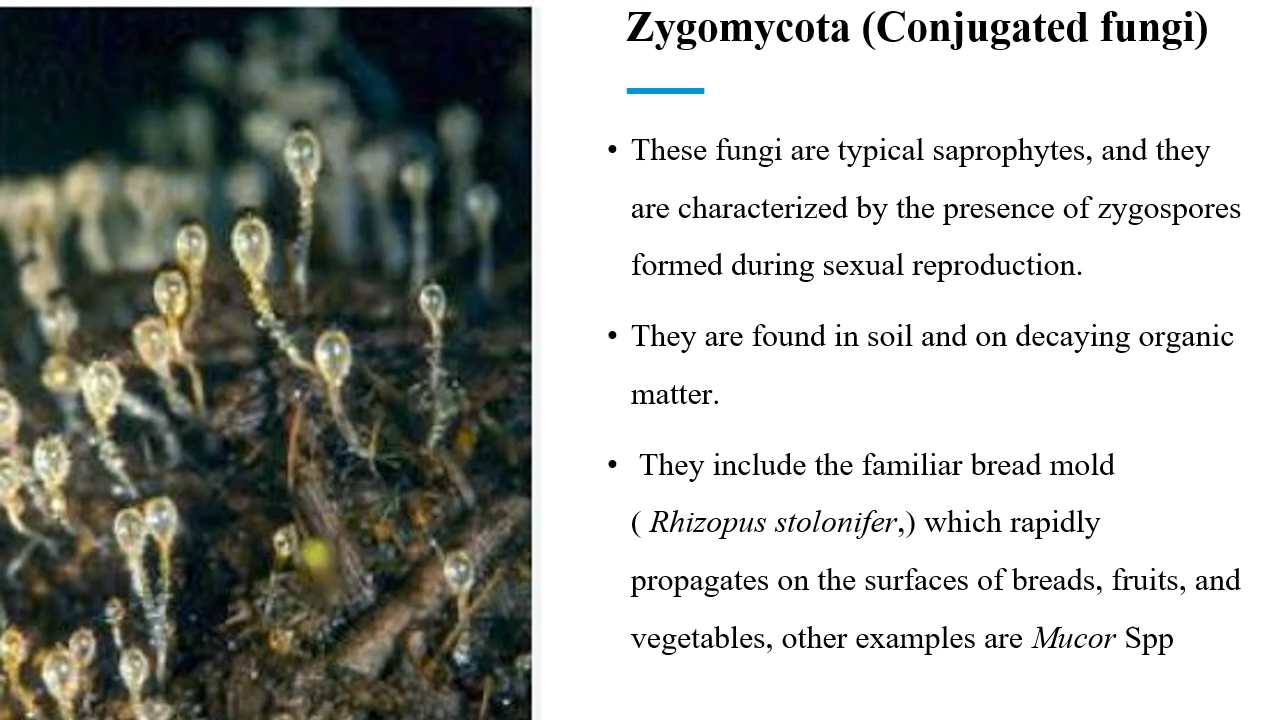 Zygomycota (Conjugated fungi)
• These fungi are typical saprophytes, and they
are characterized by the presence of zygospores
formed during sexual reproduction.
• They are found in soil and on decaying organic
matter.
• They include the familiar bread mold
( Rhizopus stolonifer,) which rapidly
propagates on the surfaces of breads, fruits, and
vegetables, other examples are Mucor Spp